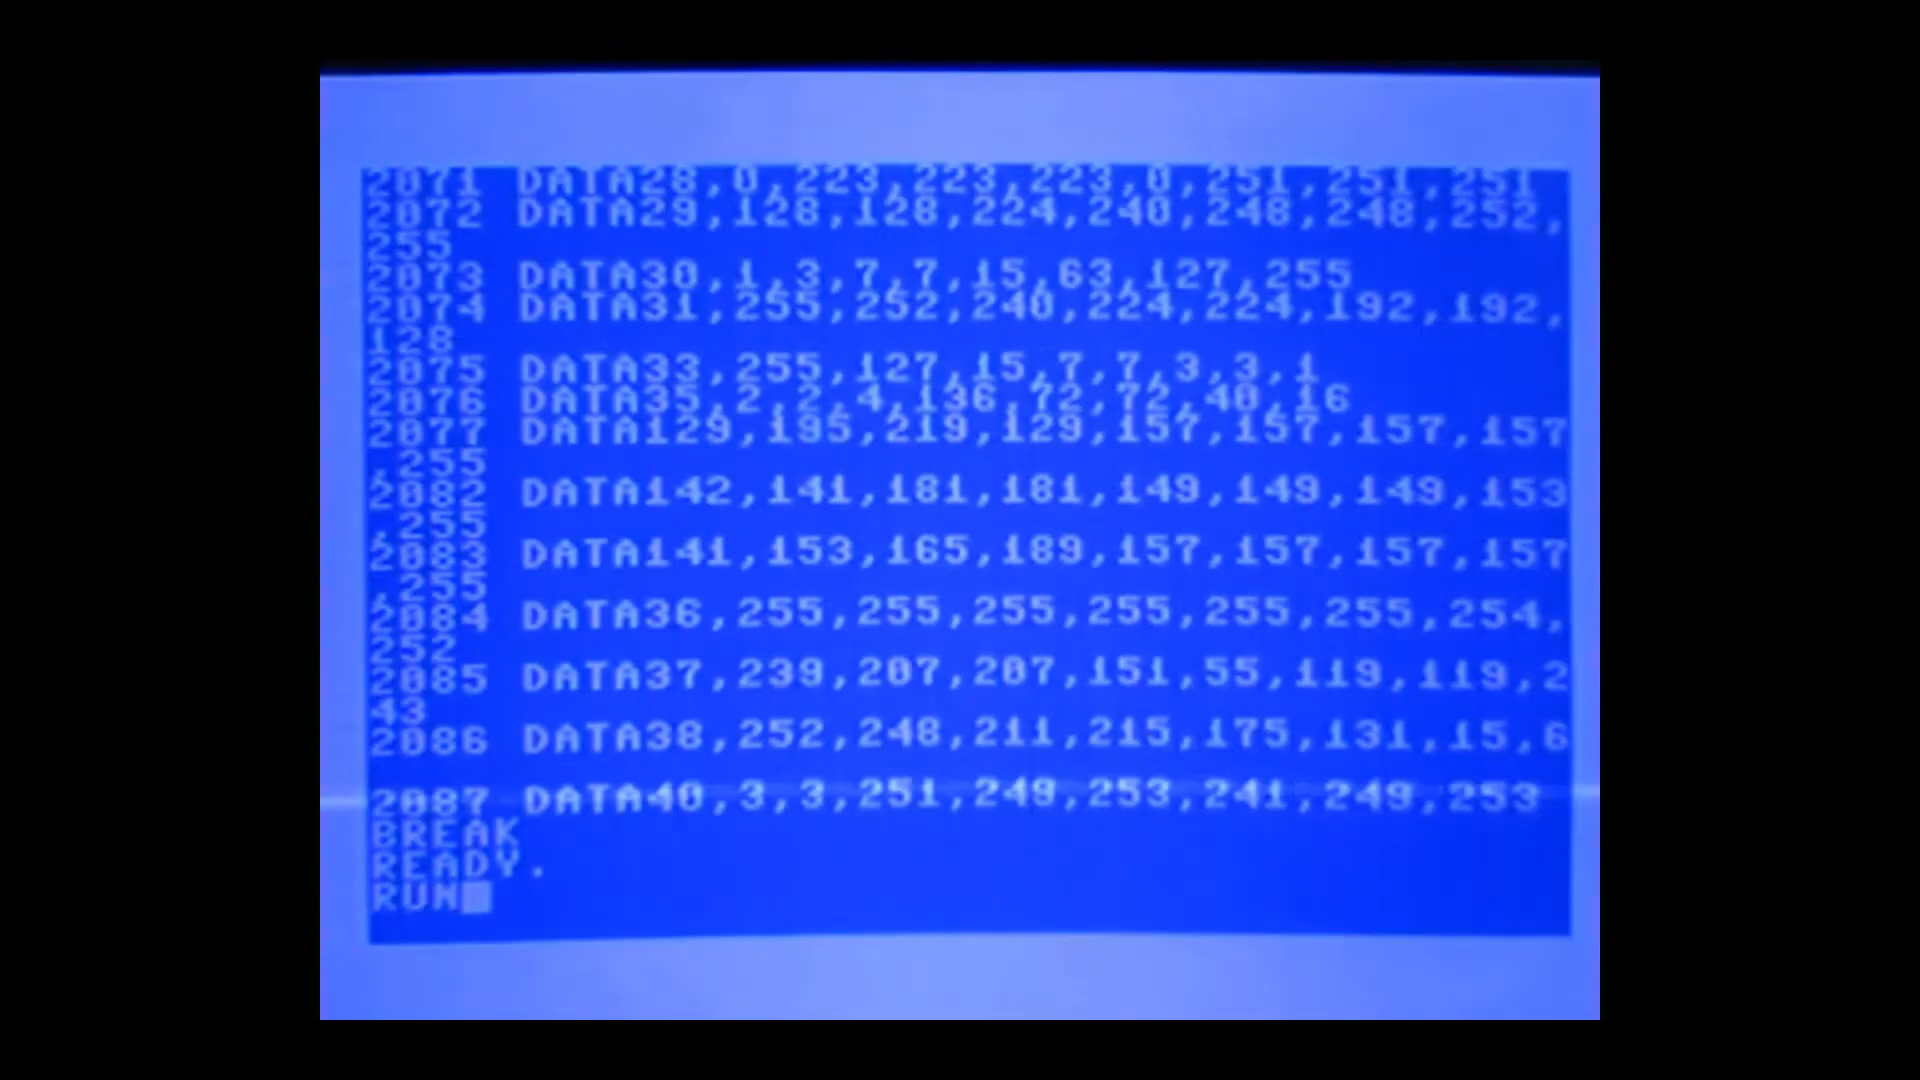 2071 DATA28,0,223,223,223,0,251,251,251
2072 DATA29,128,128,224,240,248,248,252,
255
2073 DATA30,1,3,7,7,15,63,127,255
2074 DATA31,255,252,240,224,224,192,192,
128
2075 DATA33,255,127,15,7,7,3,3,1
2076 DATA35,2,2,4,136,72,72,40,16
2077 DATA129,195,219,129,157,157,157,157
,255
2082 DATA142,141,181,181,149,149,149,153
,255
2083 DATA141,153,165,189,157,157,157,157
,255
2084 DATA36,255,255,255,255,255,255,254,
252
2085 DATA37,239,207,207,151,55,119,119,2
43
2086 DATA38,252,248,211,215,175,131,15,6
2087 DATA40,3,3,251,249,253,241,249,253
BREAK
READY.
RUN